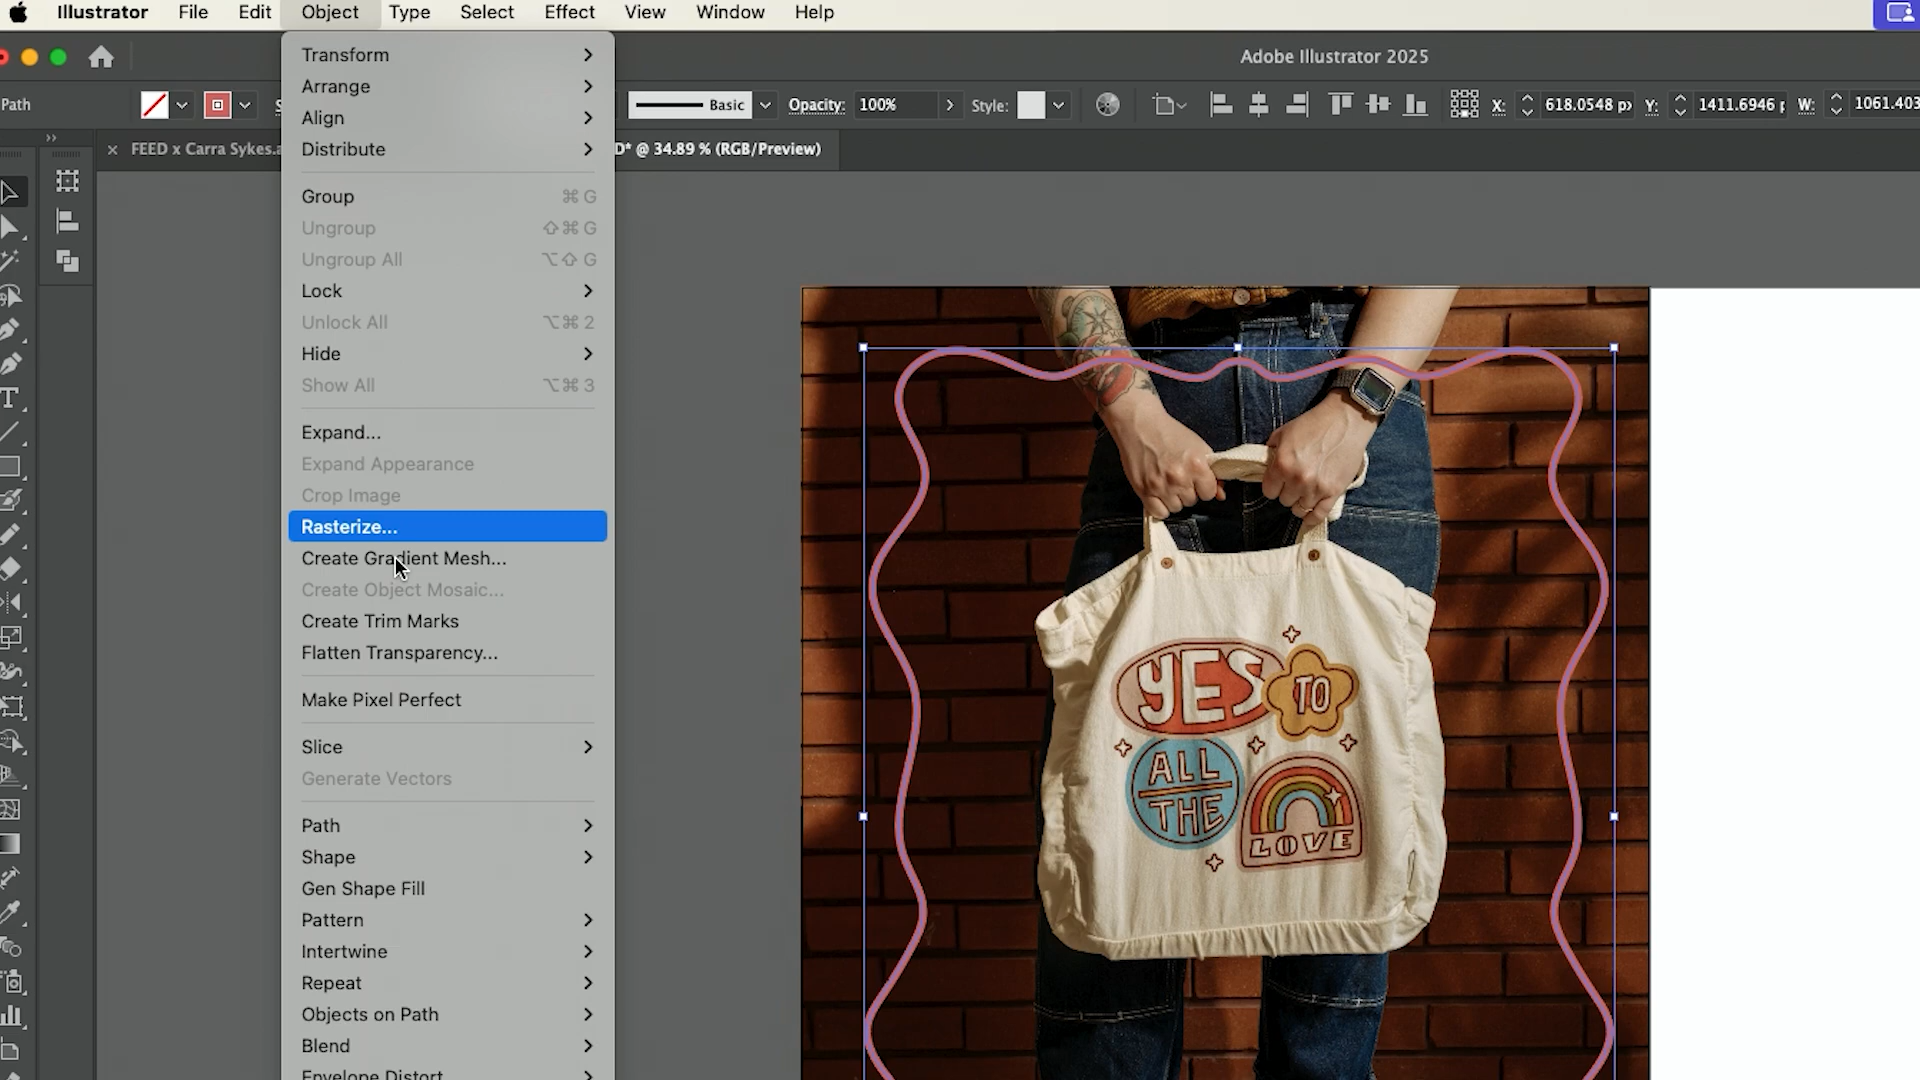 Illustrator File Edit Object Type Select Effect View Window Help
Adobe Illustrator 2025
Path Basic Opacity: 100% Style: X: 618.0548 Y: 1411.6946 W: 1061.403
FEED x Carra Sykes.a D* @ 34.89 % (RGB/Preview)
Transform
Arrange
Align
Distribute
Group ⌘ G
Ungroup ⇧⌘ G
Ungroup All ⌥⇧ G
Lock
Unlock All ⌥⌘ 2
Hide
Show All ⌥⌘ 3
Expand...
Expand Appearance
Crop Image
Rasterize...
Create Gradient Mesh...
Create Object Mosaic...
Create Trim Marks
Flatten Transparency...
Make Pixel Perfect
Slice
Generate Vectors
Path
Shape
Gen Shape Fill
Pattern
Intertwine
Repeat
Objects on Path
Blend
Envelope Distort
YES TO
ALL
THE
LOVE